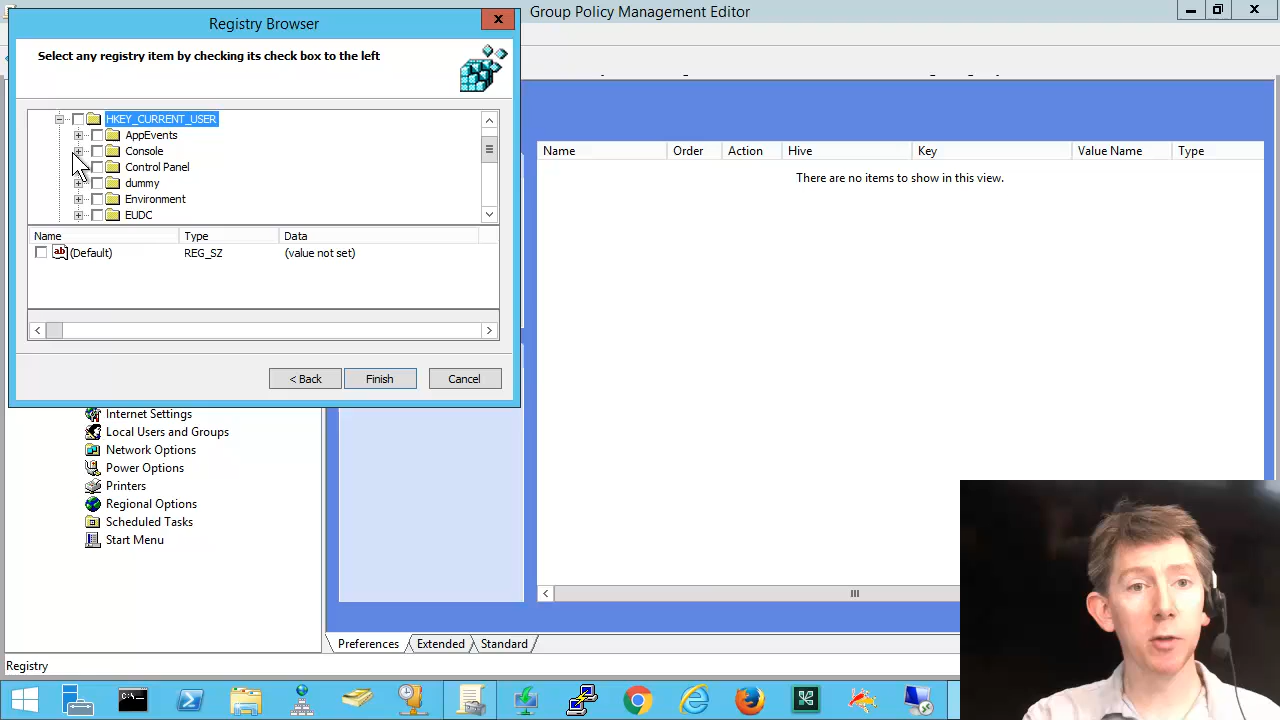 Registry Browser
x
Group Policy Management Editor
Select any registry item by checking its check box to the left
HKEY_CURRENT_USER
AppEvents
Console
Control Panel
dummy
Environment
EUDC
Name Type Data
ab (Default) REG_SZ (value not set)
< Back Finish Cancel
Name Order Action Hive Key Value Name Type
There are no items to show in this view.
Internet Settings
Local Users and Groups
Network Options
Power Options
Printers
Regional Options
Scheduled Tasks
Start Menu
Preferences Extended Standard
Registry